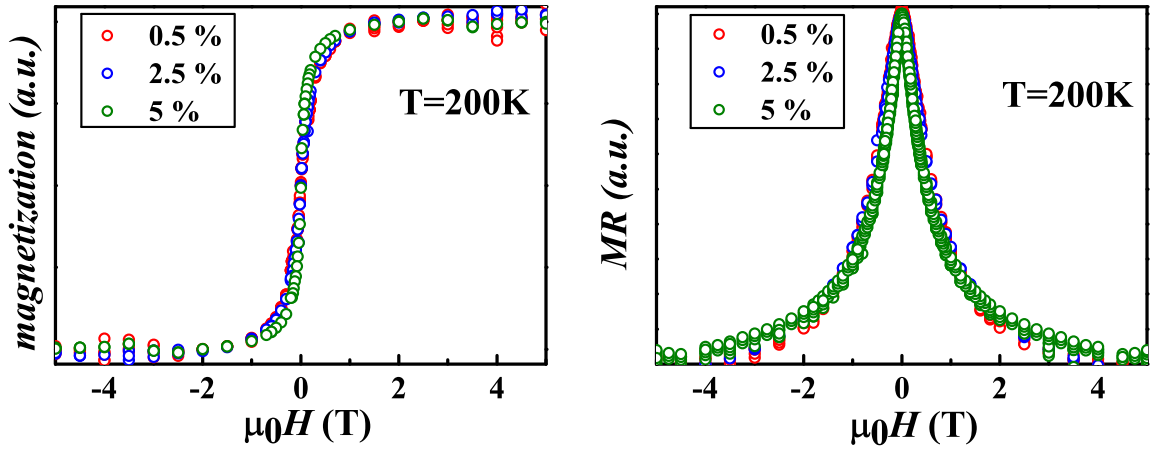 magnetization (a.u.)
0.5 %
2.5 %
5 %
T=200K
-4 -2 0 2 4
μ0H (T)
MR (a.u.)
0.5 %
2.5 %
5 %
T=200K
-4 -2 0 2 4
μ0H (T)